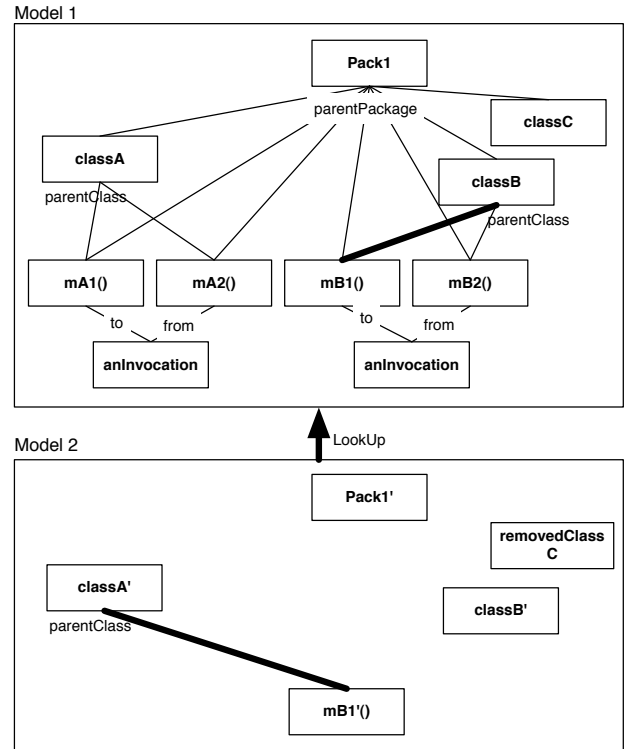 Model 1
Pack1
parentPackage
classC
classA
classB
parentClass
parentClass
mA1()
mA2()
mB1()
mB2()
to
from
to
from
anInvocation
anInvocation
LookUp
Model 2
Pack1'
removedClass
C
classA'
classB'
parentClass
mB1'()